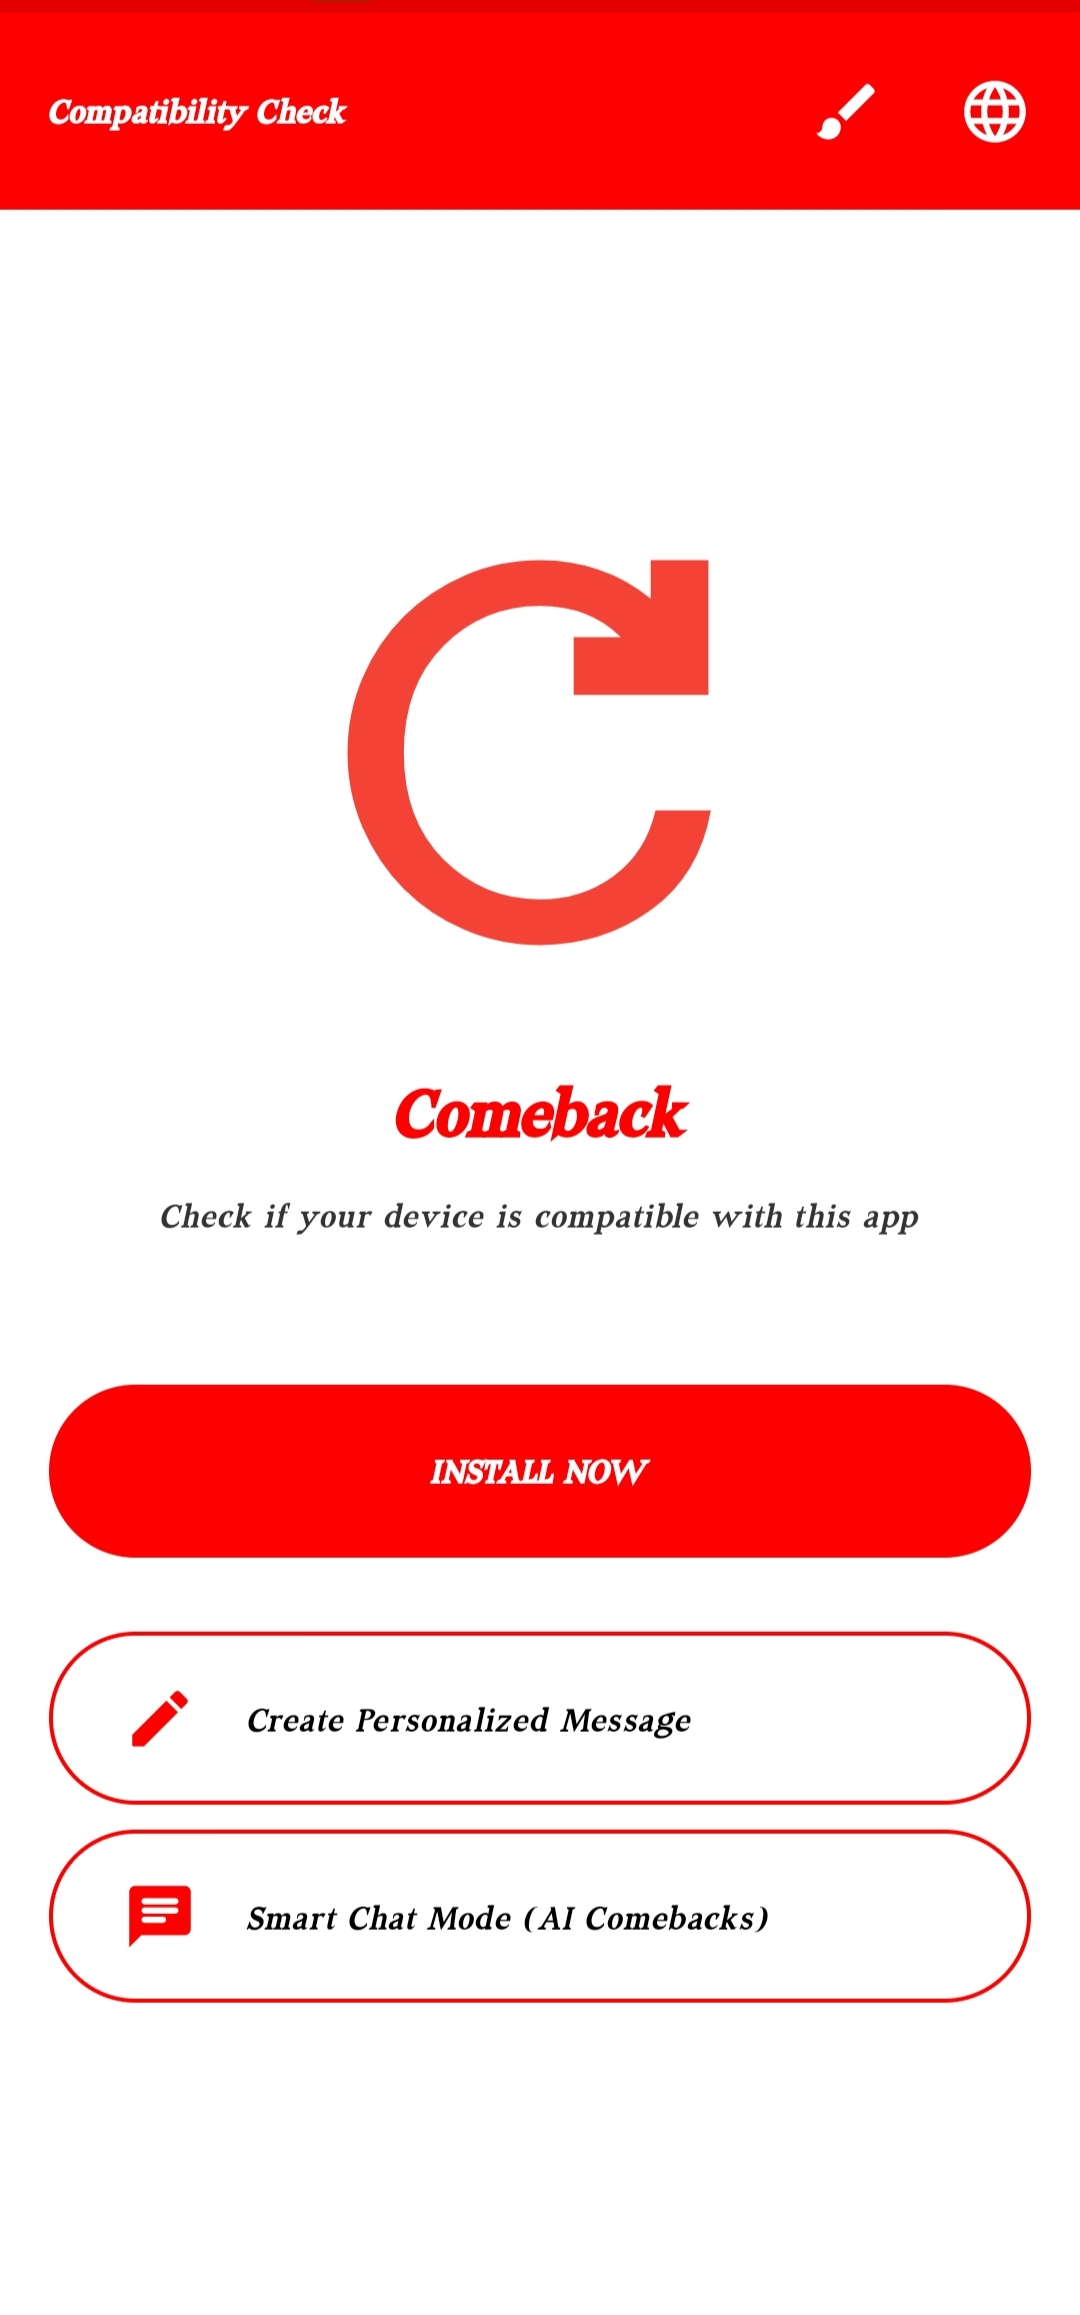 Compatibility Check
Comeback
Check if your device is compatible with this app
INSTALL NOW
Create Personalized Message
Smart Chat Mode (AI Comebacks)